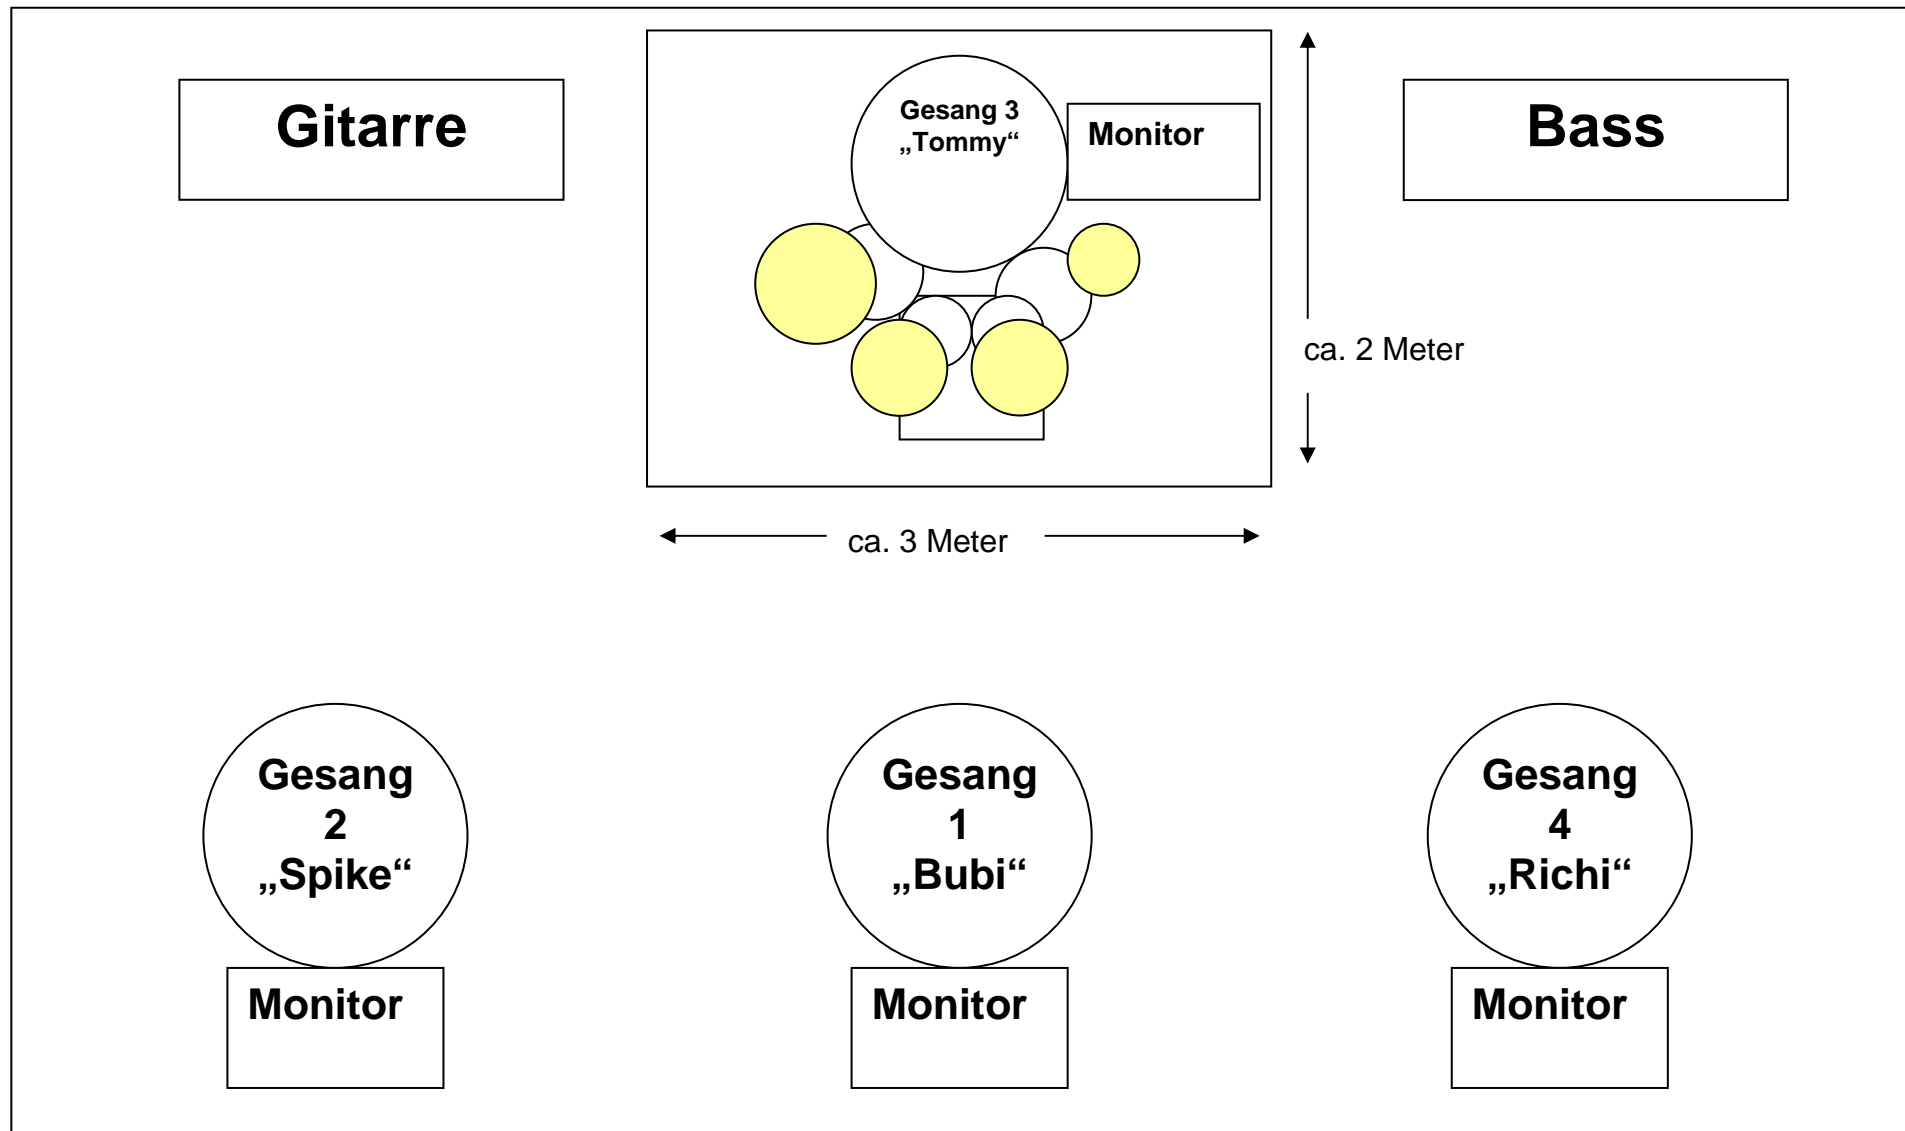 Gitarre
Gesang 3
„Tommy“
Monitor
Bass
ca. 2 Meter
ca. 3 Meter
Gesang
2
„Spike“
Monitor
Gesang
1
„Bubi“
Monitor
Gesang
4
„Richi“
Monitor